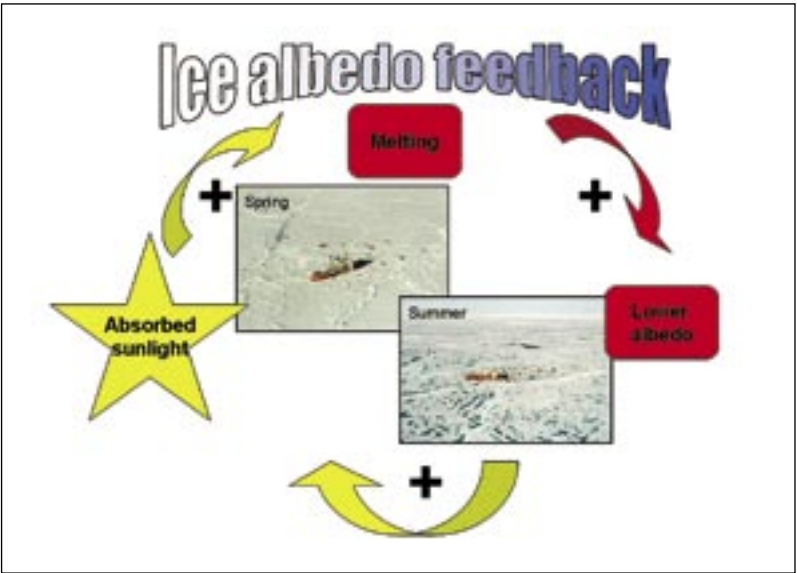 Ice albedo feedback
Melting
+
+
Spring
Summer
Lower
albedo
Absorbed
sunlight
+